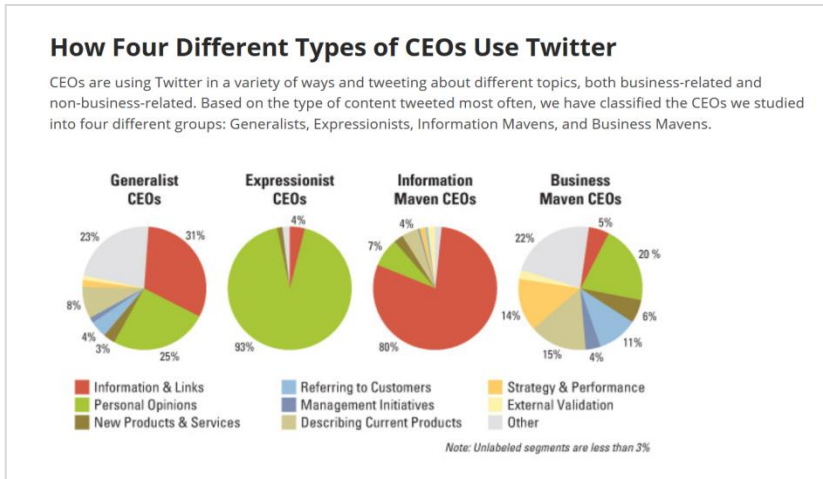 How Four Different Types of CEOs Use Twitter
CEOs are using Twitter in a variety of ways and tweeting about different topics, both business-related and
non-business-related. Based on the type of content tweeted most often, we have classified the CEOs we studied
into four different groups: Generalists, Expressionists, Information Mavens, and Business Mavens.
Generalist
CEOs
23%
31%
8%
4%
3%
25%
Expressionist
CEOs
4%
93%
Information
Maven CEOs
4%
7%
80%
Business
Maven CEOs
5%
22%
20%
14%
6%
15%
4%
11%
Information & Links
Personal Opinions
New Products & Services
Referring to Customers
Management Initiatives
Describing Current Products
Strategy & Performance
External Validation
Other
Note: Unlabeled segments are less than 3%